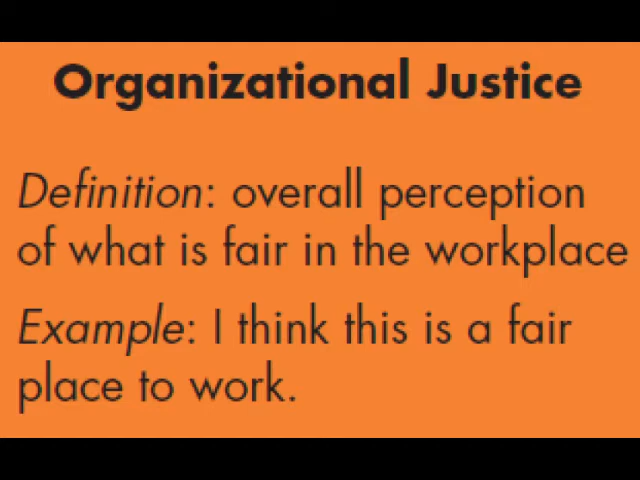 Organizational Justice
Definition: overall perception
of what is fair in the workplace
Example: I think this is a fair
place to work.